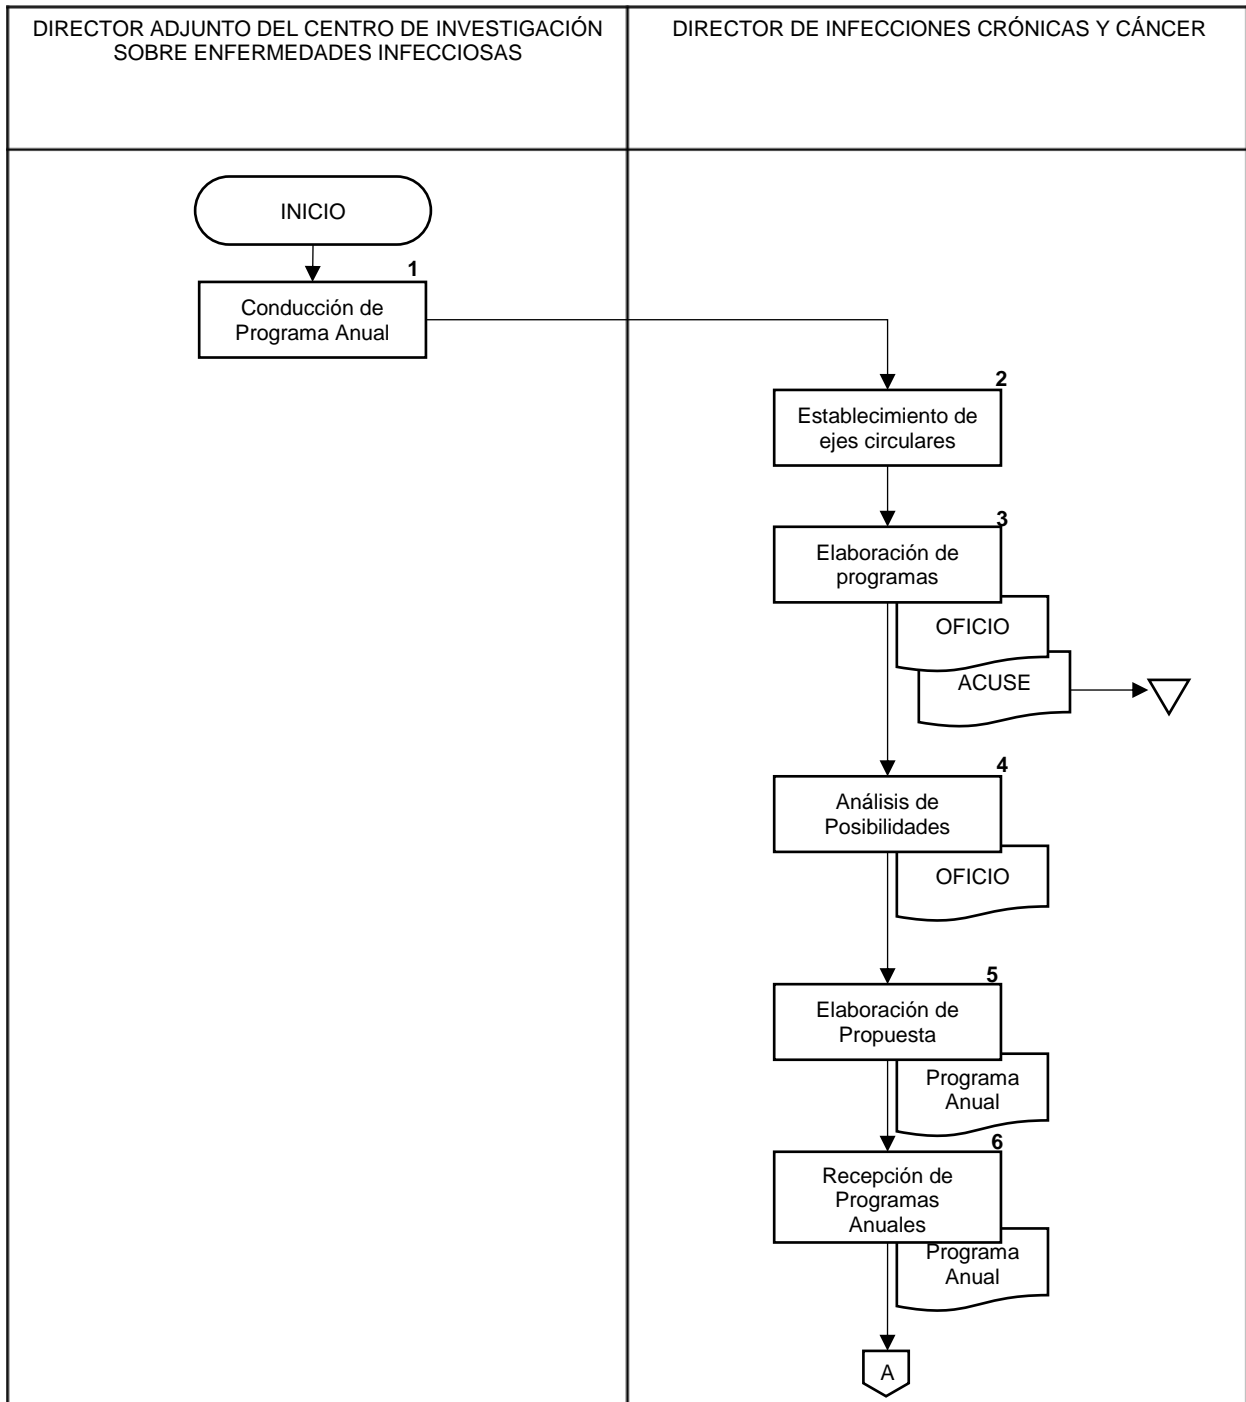 DIRECTOR ADJUNTO DEL CENTRO DE INVESTIGACIÓN
SOBRE ENFERMEDADES INFECCIOSAS
DIRECTOR DE INFECCIONES CRÓNICAS Y CÁNCER
INICIO
1
Conducción de
Programa Anual
2
Establecimiento de
ejes circulares
3
Elaboración de
programas
OFICIO
ACUSE
4
Análisis de
Posibilidades
OFICIO
5
Elaboración de
Propuesta
Programa
Anual
6
Recepción de
Programas
Anuales
Programa
Anual
A